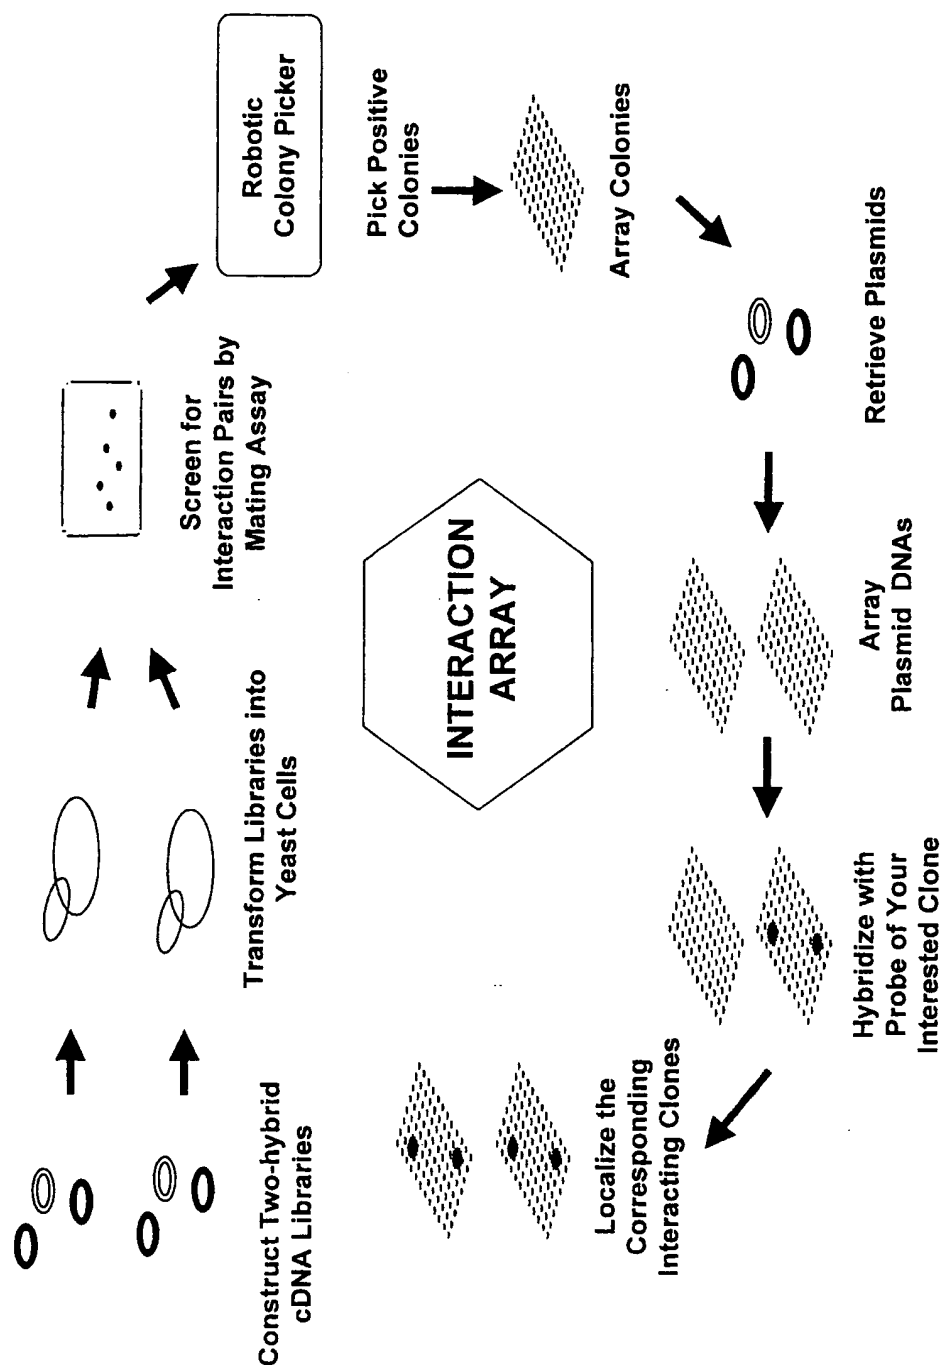 Construct Two-hybrid
cDNA Libraries
Transform Libraries into
Yeast Cells
Screen for
Interaction Pairs by
Mating Assay
Robotic
Colony Picker
Pick Positive
Colonies
Array Colonies
Retrieve Plasmids
Array
Plasmid DNAs
Hybridize with
Probe of Your
Interested Clone
Localize the
Corresponding
Interacting Clones
INTERACTION
ARRAY